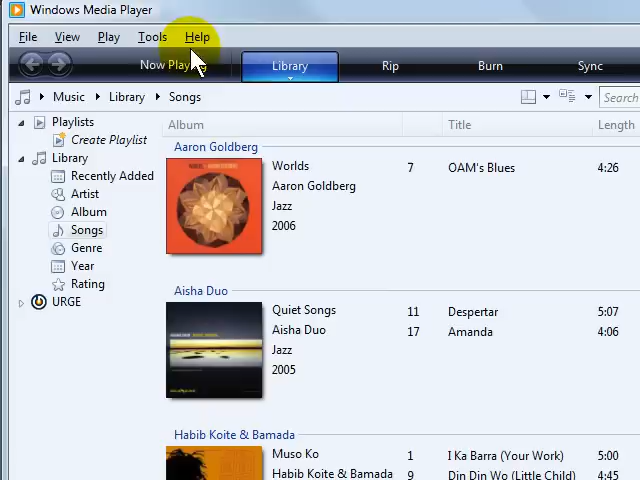 Windows Media Player
File View Play Tools Help
Now Playing Library Rip Burn Sync
Music Library Songs Search
Playlists
Create Playlist
Library
Recently Added
Artist
Album
Songs
Genre
Year
Rating
URGE
Album Title Length
Aaron Goldberg
Worlds 7 OAM's Blues 4:26
Aaron Goldberg
Jazz
2006
Aisha Duo
Quiet Songs 11 Despertar 5:07
Aisha Duo 17 Amanda 4:06
Jazz
2005
Habib Koite & Bamada
Muso Ko 1 I Ka Barra (Your Work) 5:00
Habib Koite & Bamada 9 Din Din Wo (Little Child) 4:45